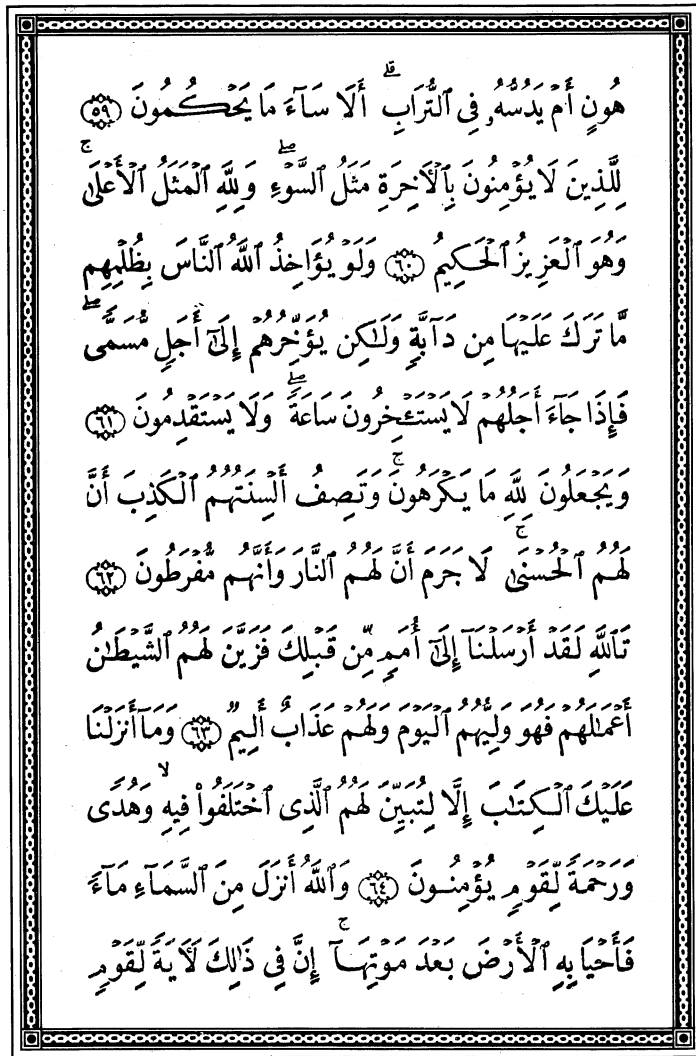 هُونٍ أَمْ يَدُسُّهُۥ فِى ٱلتُّرَابِ ۗ أَلَا سَآءَ مَا يَحْكُمُونَ ﴿٥٩﴾
لِلَّذِينَ لَا يُؤْمِنُونَ بِٱلْـَٔاخِرَةِ مَثَلُ ٱلسَّوْءِ ۖ وَلِلَّهِ ٱلْمَثَلُ ٱلْأَعْلَىٰ ۚ
وَهُوَ ٱلْعَزِيزُ ٱلْحَكِيمُ ﴿٦٠﴾ وَلَوْ يُؤَاخِذُ ٱللَّهُ ٱلنَّاسَ بِظُلْمِهِم
مَّا تَرَكَ عَلَيْهَا مِن دَآبَّةٍ وَلَـٰكِن يُؤَخِّرُهُمْ إِلَىٰٓ أَجَلٍ مُّسَمًّى ۖ
فَإِذَا جَآءَ أَجَلُهُمْ لَا يَسْتَـْٔخِرُونَ سَاعَةً ۖ وَلَا يَسْتَقْدِمُونَ ﴿٦١﴾
وَيَجْعَلُونَ لِلَّهِ مَا يَكْرَهُونَ ۚ وَتَصِفُ أَلْسِنَتُهُمُ ٱلْكَذِبَ أَنَّ
لَهُمُ ٱلْحُسْنَىٰ ۚ لَا جَرَمَ أَنَّ لَهُمُ ٱلنَّارَ وَأَنَّهُم مُّفْرَطُونَ ﴿٦٢﴾
تَٱللَّهِ لَقَدْ أَرْسَلْنَآ إِلَىٰٓ أُمَمٍ مِّن قَبْلِكَ فَزَيَّنَ لَهُمُ ٱلشَّيْطَـٰنُ
أَعْمَـٰلَهُمْ فَهُوَ وَلِيُّهُمُ ٱلْيَوْمَ وَلَهُمْ عَذَابٌ أَلِيمٌ ﴿٦٣﴾ وَمَآ أَنزَلْنَا
عَلَيْكَ ٱلْكِتَـٰبَ إِلَّا لِتُبَيِّنَ لَهُمُ ٱلَّذِى ٱخْتَلَفُوا۟ فِيهِ ۙ وَهُدًى
وَرَحْمَةً لِّقَوْمٍ يُؤْمِنُونَ ﴿٦٤﴾ وَٱللَّهُ أَنزَلَ مِنَ ٱلسَّمَآءِ مَآءً
فَأَحْيَا بِهِ ٱلْأَرْضَ بَعْدَ مَوْتِهَآ ۚ إِنَّ فِى ذَٰلِكَ لَـَٔايَةً لِّقَوْمٍ